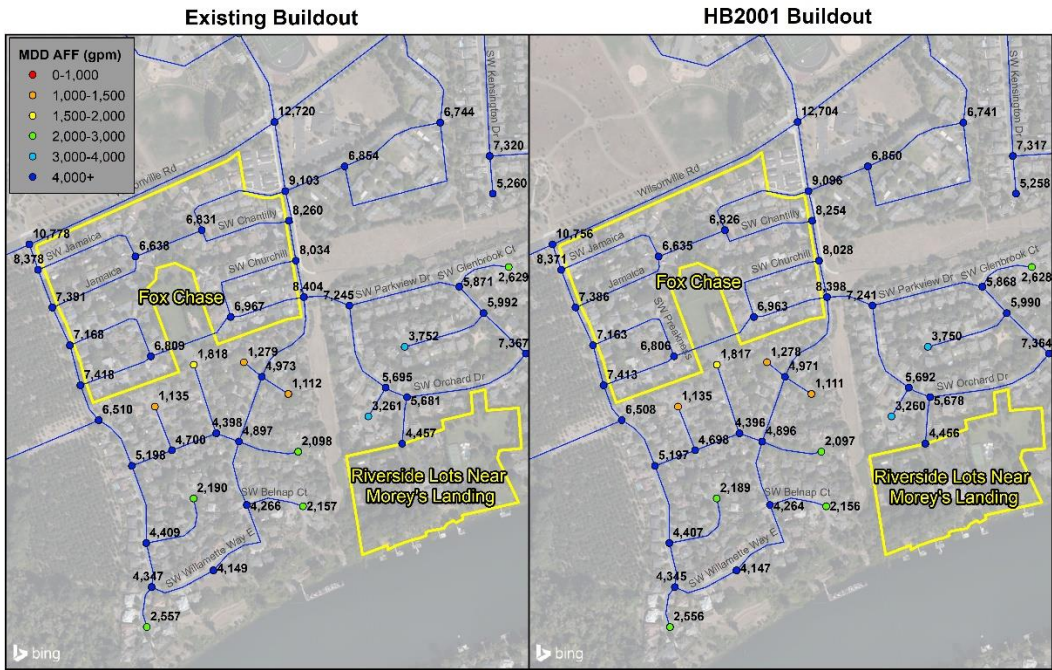 Existing Buildout
MDD AFF (gpm)
0-1,000
1,000-1,500
1,500-2,000
2,000-3,000
3,000-4,000
4,000+
12,720
6,744
SW Kensington Dr
7,320
6,854
5,260
Wilsonville Rd
9,103
8,260
6,831
SW Chantilly
10,778
SW Jamaica
6,638
8,034
8,378
SW Churchill
SW Glenbrook Ct
Jamaica
2,629
Fox Chase
8,404
SW Parkview Dr
5,871
7,391
6,967
7,245
5,992
7,168
3,752
6,809
1,818
1,279
7,367
4,973
7,418
1,112
5,695
SW Orchard Dr
1,135
5,681
6,510
3,261
4,398
4,897
4,700
4,457
2,098
5,198
Riverside Lots Near
Morey's Landing
2,190
SW Belnap Ct
4,266
2,157
4,409
SW Willamette Way E
4,149
4,347
2,557
bing
HB2001 Buildout
12,704
6,741
SW Kensington Dr
7,317
6,850
5,258
Wilsonville Rd
9,096
8,254
6,826
SW Chantilly
10,756
SW Jamaica
6,635
8,028
8,371
SW Churchill
SW Glenbrook Ct
Jamaica
2,628
Fox Chase
8,398
SW Parkview Dr
5,868
7,386
SW Preakness
6,963
7,241
5,990
7,163
3,750
6,806
1,817
1,278
7,364
4,971
7,413
1,111
5,692
SW Orchard Dr
1,135
5,678
6,508
3,260
4,396
4,896
4,698
4,456
2,097
5,197
Riverside Lots Near
Morey's Landing
2,189
SW Belnap Ct
4,264
2,156
4,407
SW Willamette Way E
4,147
4,345
2,556
bing